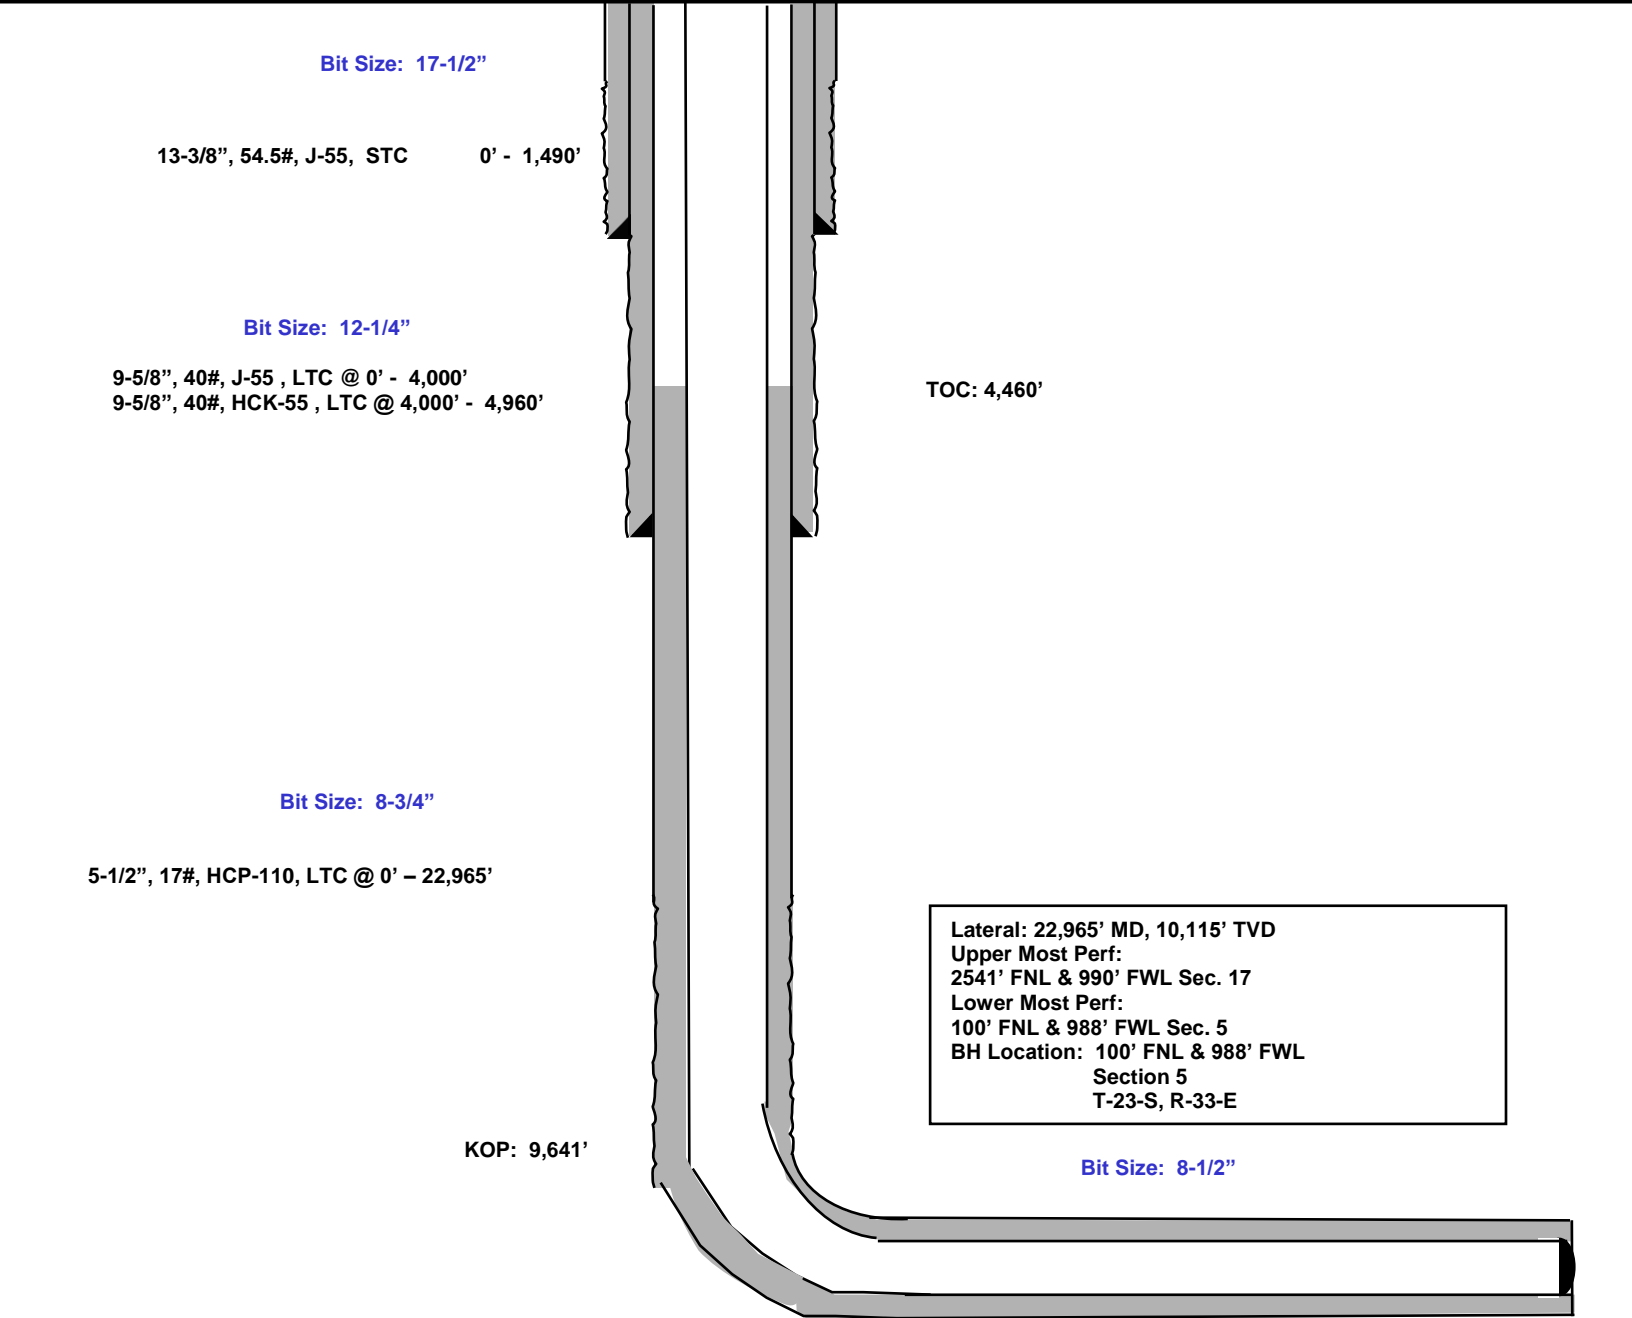 Bit Size: 17-1/2”
13-3/8”, 54.5#, J-55, STC 0’ - 1,490’
Bit Size: 12-1/4”
9-5/8”, 40#, J-55 , LTC @ 0’ - 4,000’
9-5/8”, 40#, HCK-55 , LTC @ 4,000’ - 4,960’
TOC: 4,460’
Bit Size: 8-3/4”
5-1/2”, 17#, HCP-110, LTC @ 0’ – 22,965’
Lateral: 22,965’ MD, 10,115’ TVD
Upper Most Perf:
2541’ FNL & 990’ FWL Sec. 17
Lower Most Perf:
100’ FNL & 988’ FWL Sec. 5
BH Location: 100’ FNL & 988’ FWL
Section 5
T-23-S, R-33-E
KOP: 9,641’
Bit Size: 8-1/2”